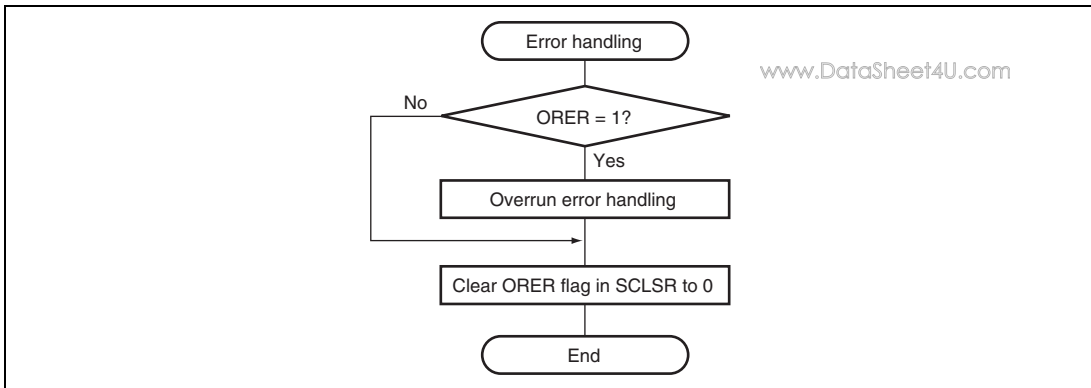 Error handling
www.DataSheet4U.com
No
ORER = 1?
Yes
Overrun error handling
Clear ORER flag in SCLSR to 0
End